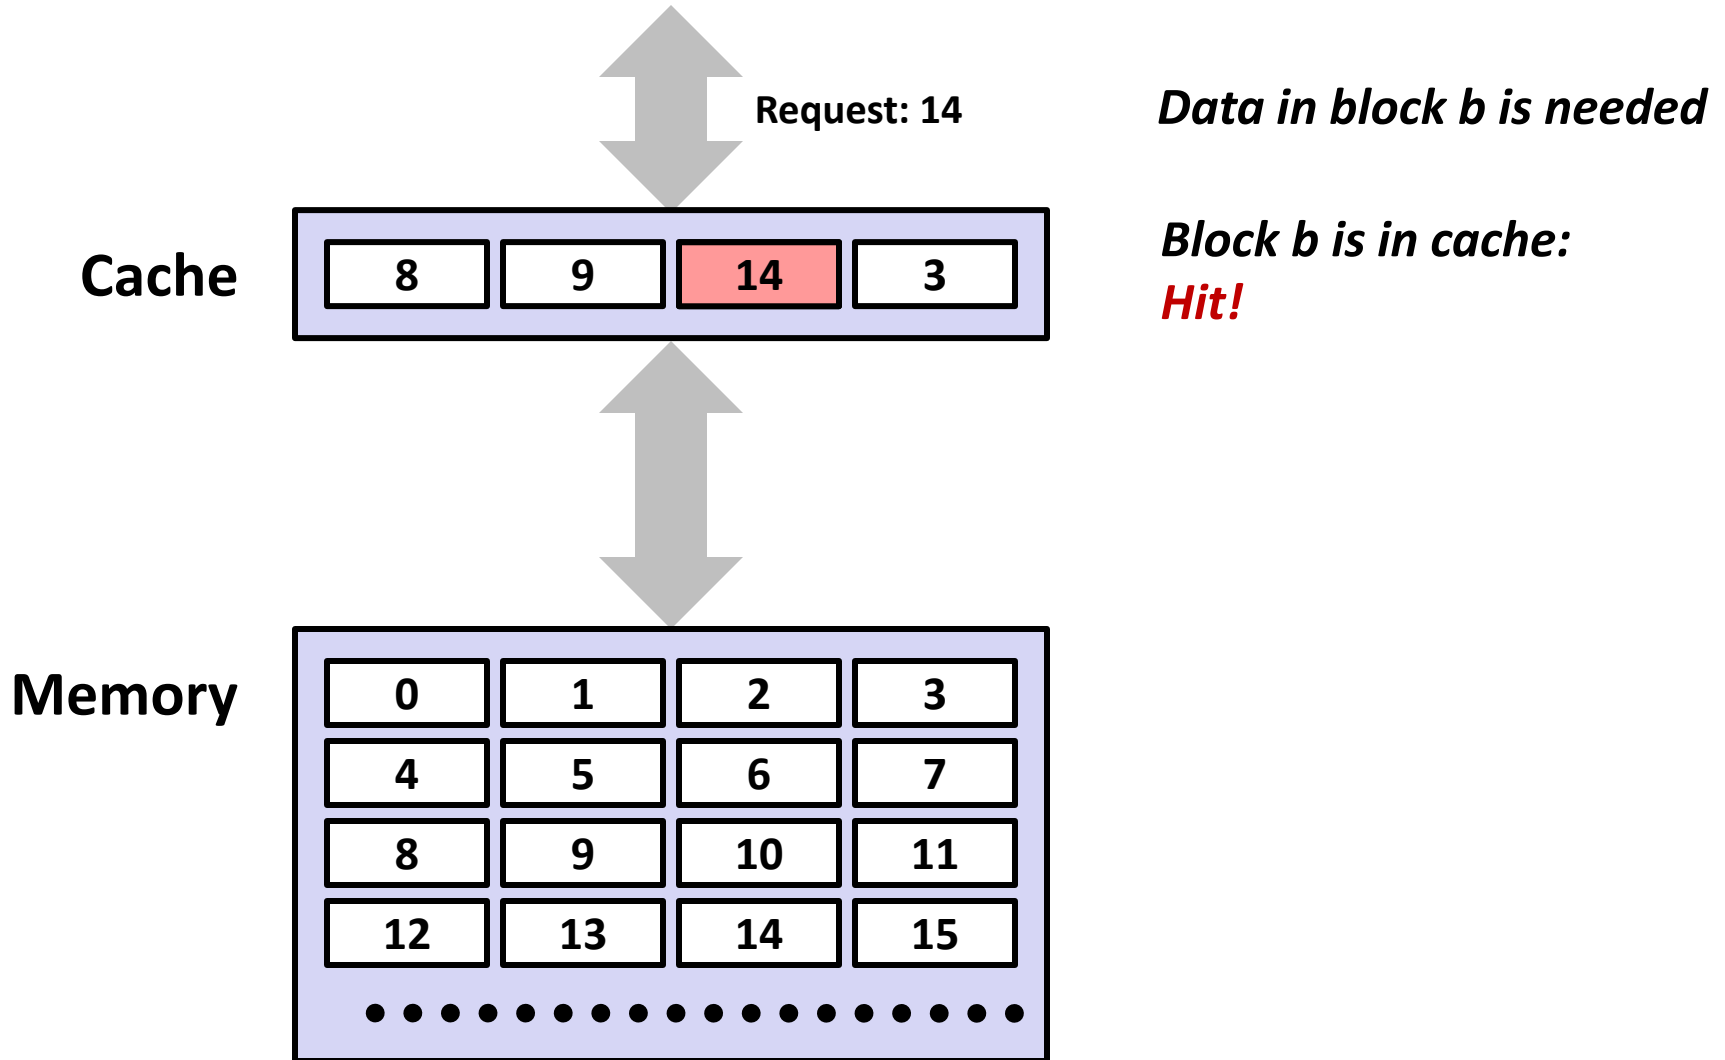 Request: 14
Data in block b is needed
Cache
8 9 14 3
Block b is in cache:
Hit!
Memory
0 1 2 3
4 5 6 7
8 9 10 11
12 13 14 15